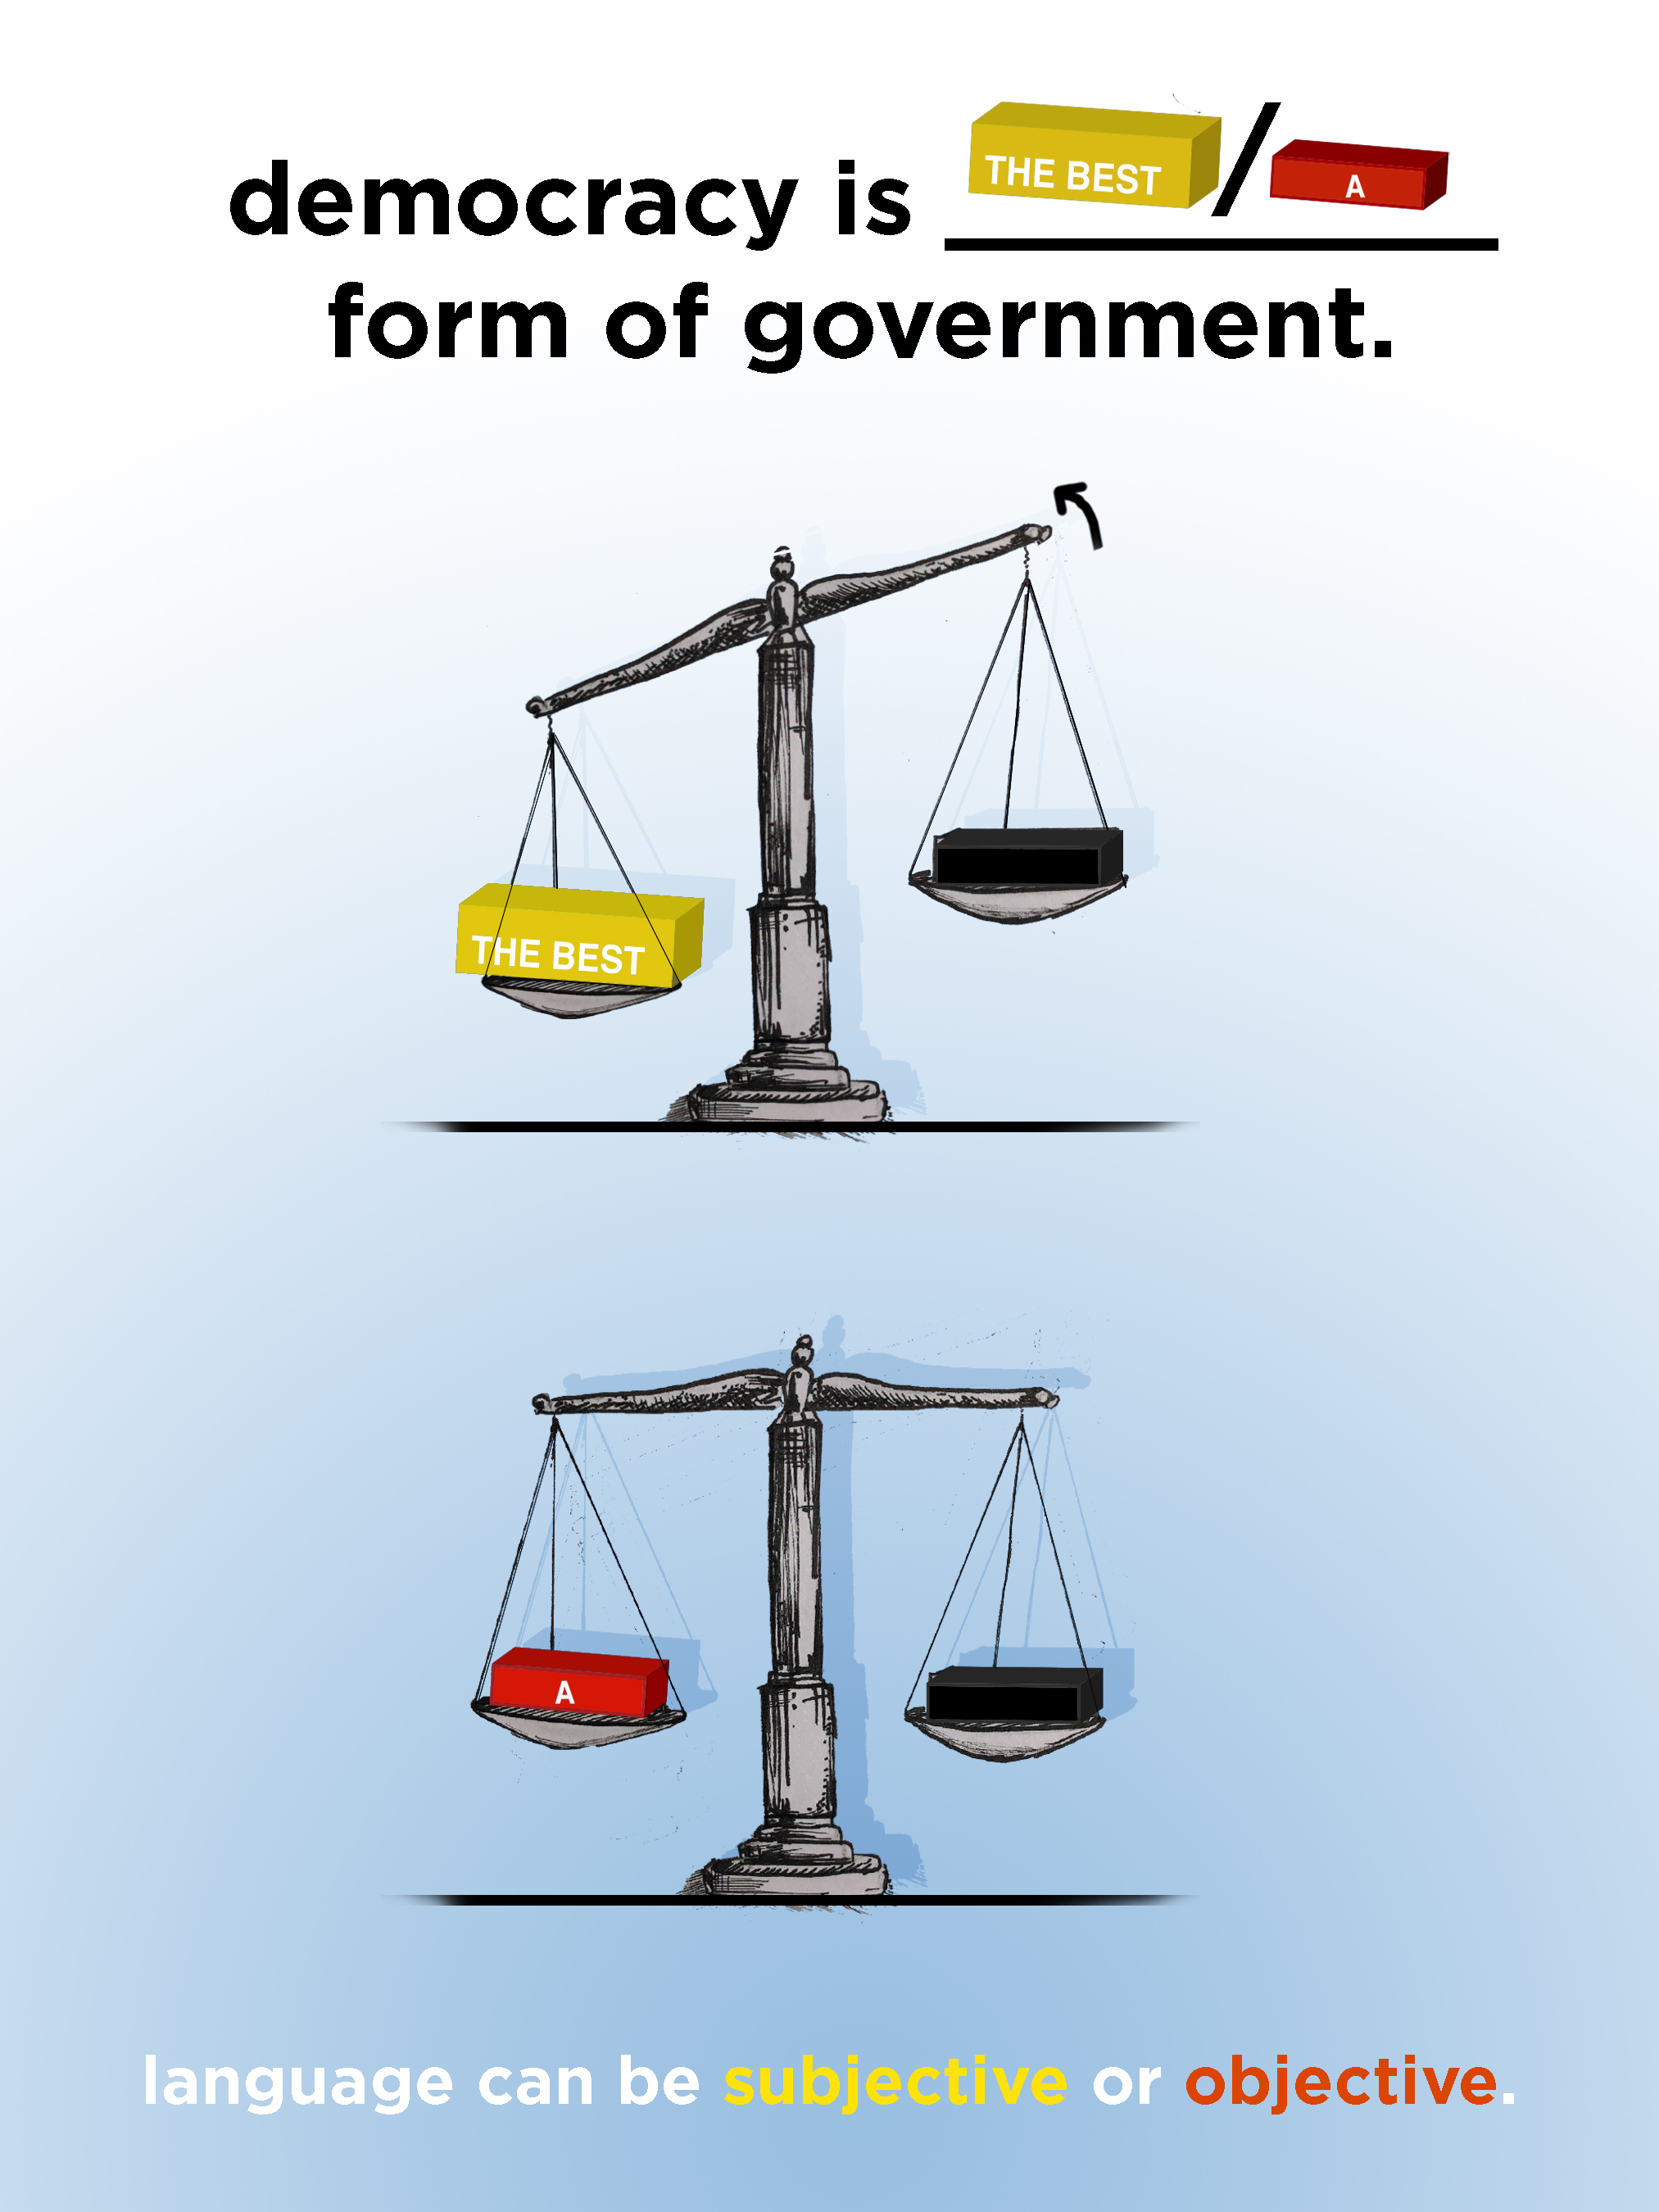 democracy is THE BEST / A
form of government.
THE BEST
A
language can be subjective or objective.